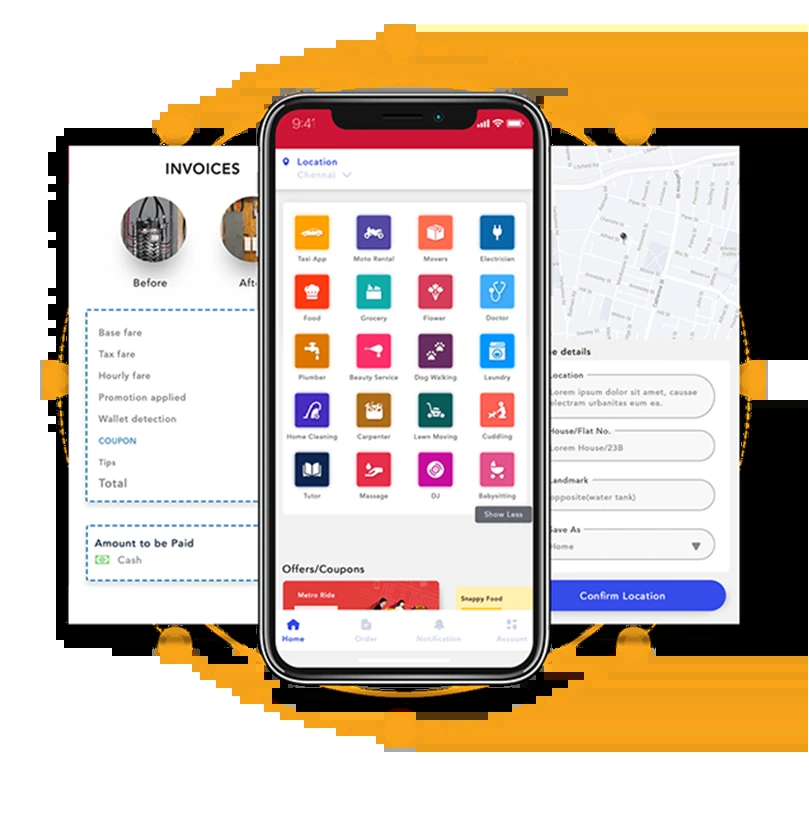 INVOICES
Before
Aft
Base fare
Tax fare
Hourly fare
Promotion applied
Wallet detection
COUPON
Tips
Total
Amount to be Paid
Cash
9:41
Location
Chennai
Taxi App Moto Rental Movers Electrician
Food Grocery Flower Doctor
Plumber Beauty Service Dog Walking Laundry
Home Cleaning Carpenter Lawn Moving Cuddling
Tutor Massage DJ Babysitting
Show Less
Offers/Coupons
Metro Ride Snappy Food
Home Order Notification Account
e details
Location
Lorem ipsum dolor sit amet, causae
electram urbanitas eum ea.
House/Flat No.
Lorem House/23B
Landmark
opposite(water tank)
Save As
Home
Confirm Location